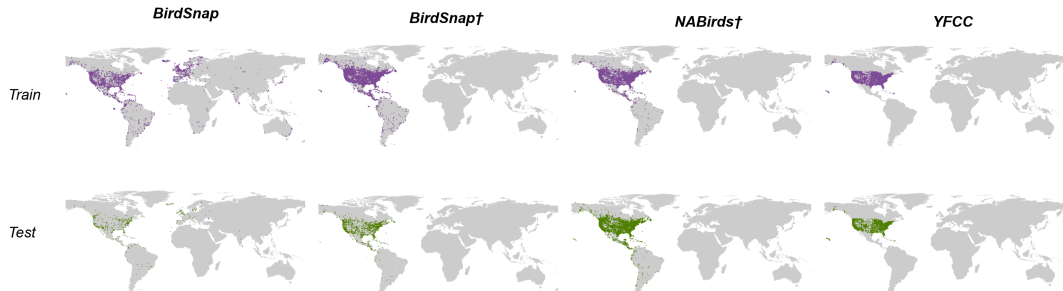 BirdSnap BirdSnap† NABirds† YFCC
Train
Test